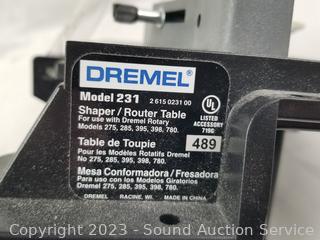 DREMEL
Model 231 2 615 0231 00
Shaper / Router Table
For use with Dremel Rotary
Models 275, 285, 395, 398, 780.
UL
LISTED
ACCESSORY
719G
489
Table de Toupie
Pour les Modèles Rotatifs Dremel
No 275, 285, 395, 398, 780.
Mesa Conformadora / Fresadora
Para uso con los Modelos Giratorios
Dremel 275, 285, 395, 398, 780.
DREMEL RACINE, WI. MADE IN CHINA
Copyright 2023 - Sound Auction Service